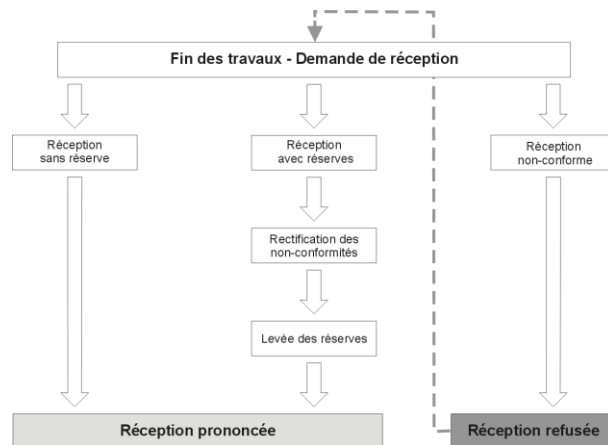 Fin des travaux - Demande de réception
Réception
sans réserve
Réception
avec réserves
Réception
non-conforme
Rectification des
non-conformités
Levée des réserves
Réception prononcée
Réception refusée